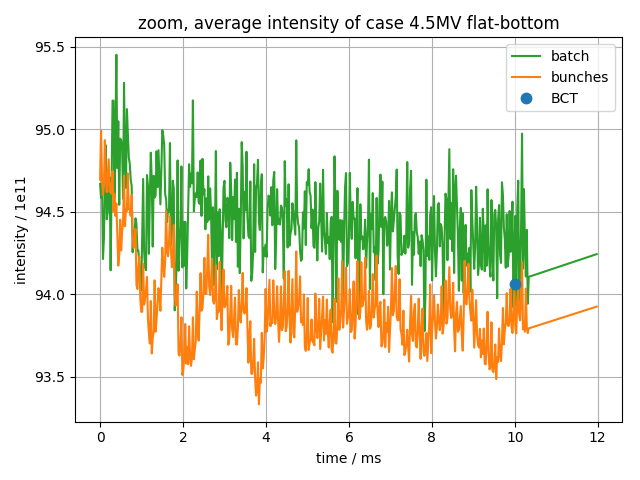 zoom, average intensity of case 4.5MV flat-bottom
batch
bunches
BCT
95.5
95.0
94.5
94.0
93.5
intensity / 1e11
0 2 4 6 8 10 12
time / ms